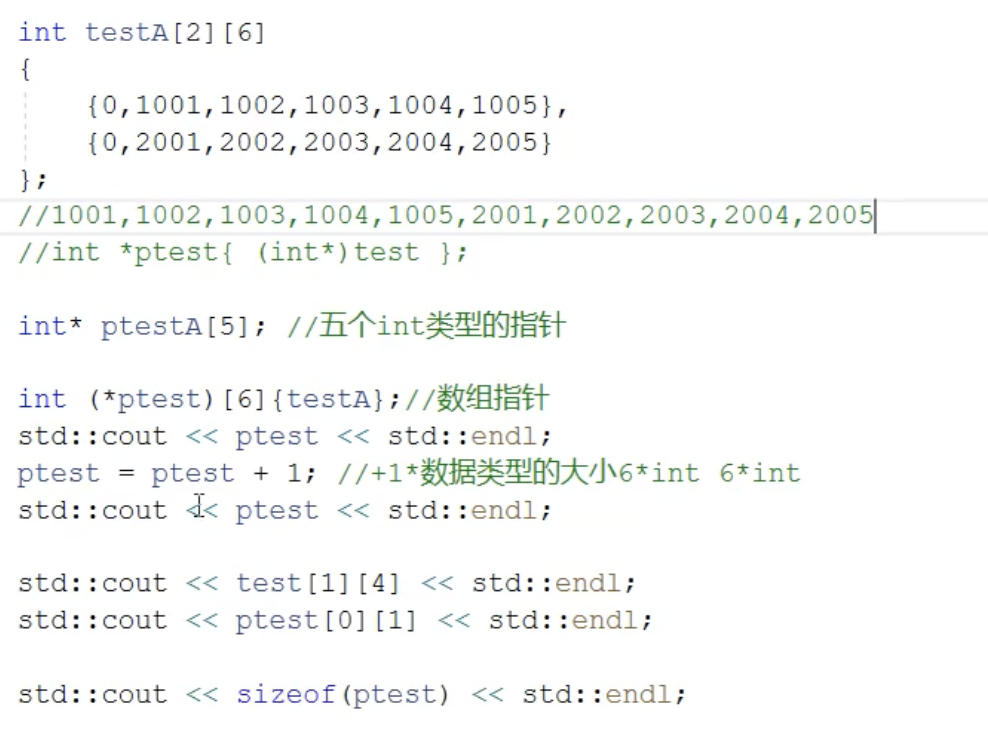 int testA[2][6]
{
    {0,1001,1002,1003,1004,1005},
    {0,2001,2002,2003,2004,2005}
};
//1001,1002,1003,1004,1005,2001,2002,2003,2004,2005
//int *ptest{ (int*)test };
int* ptestA[5]; //五个int类型的指针
int (*ptest)[6]{testA};//数组指针
std::cout << ptest << std::endl;
ptest = ptest + 1; //+1*数据类型的大小6*int 6*int
std::cout << ptest << std::endl;
std::cout << test[1][4] << std::endl;
std::cout << ptest[0][1] << std::endl;
std::cout << sizeof(ptest) << std::endl;